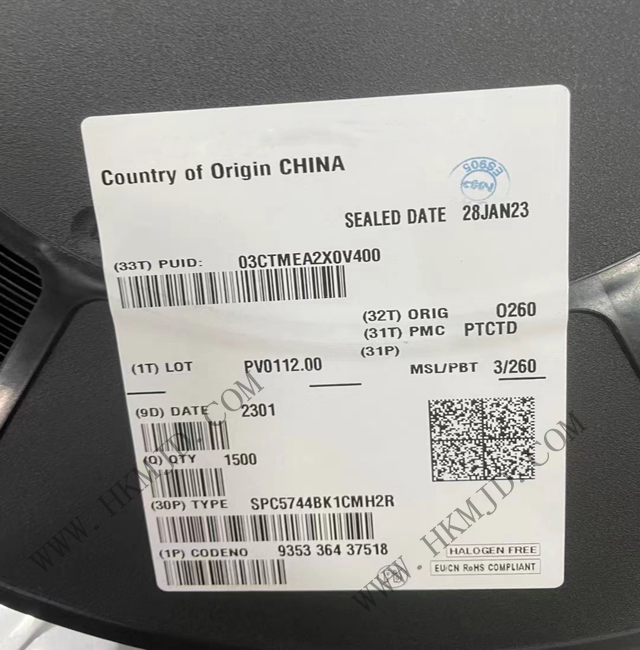 Country of Origin CHINA
ES905
SEALED DATE 28JAN23
(33T) PUID: 03CTMEA2X0V400
(32T) ORIG 0260
(31T) PMC PTCTD
(31P)
(1T) LOT PV0112.00
MSL/PBT 3/260
(9D) DATE 2301
(Q) QTY 1500
(30P) TYPE SPC5744BK1CMH2R
(1P) CODENO 9353 364 37518
HALOGEN FREE
EU/CN RoHS COMPLIANT
WWW.HKMJD.COM
WWW.HKMJD.COM